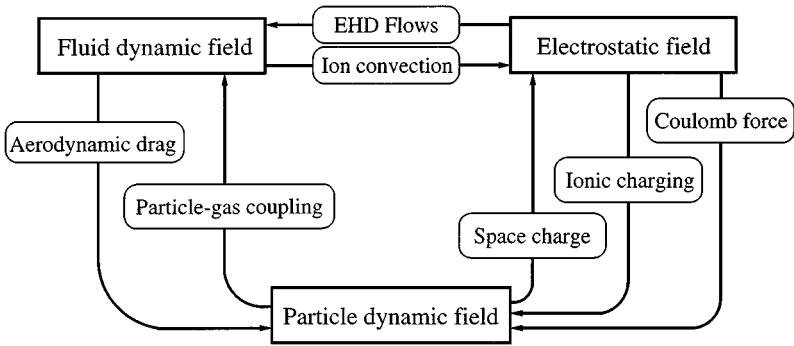 EHD Flows
Fluid dynamic field
Electrostatic field
Ion convection
Coulomb force
Aerodynamic drag
Ionic charging
Particle-gas coupling
Space charge
Particle dynamic field